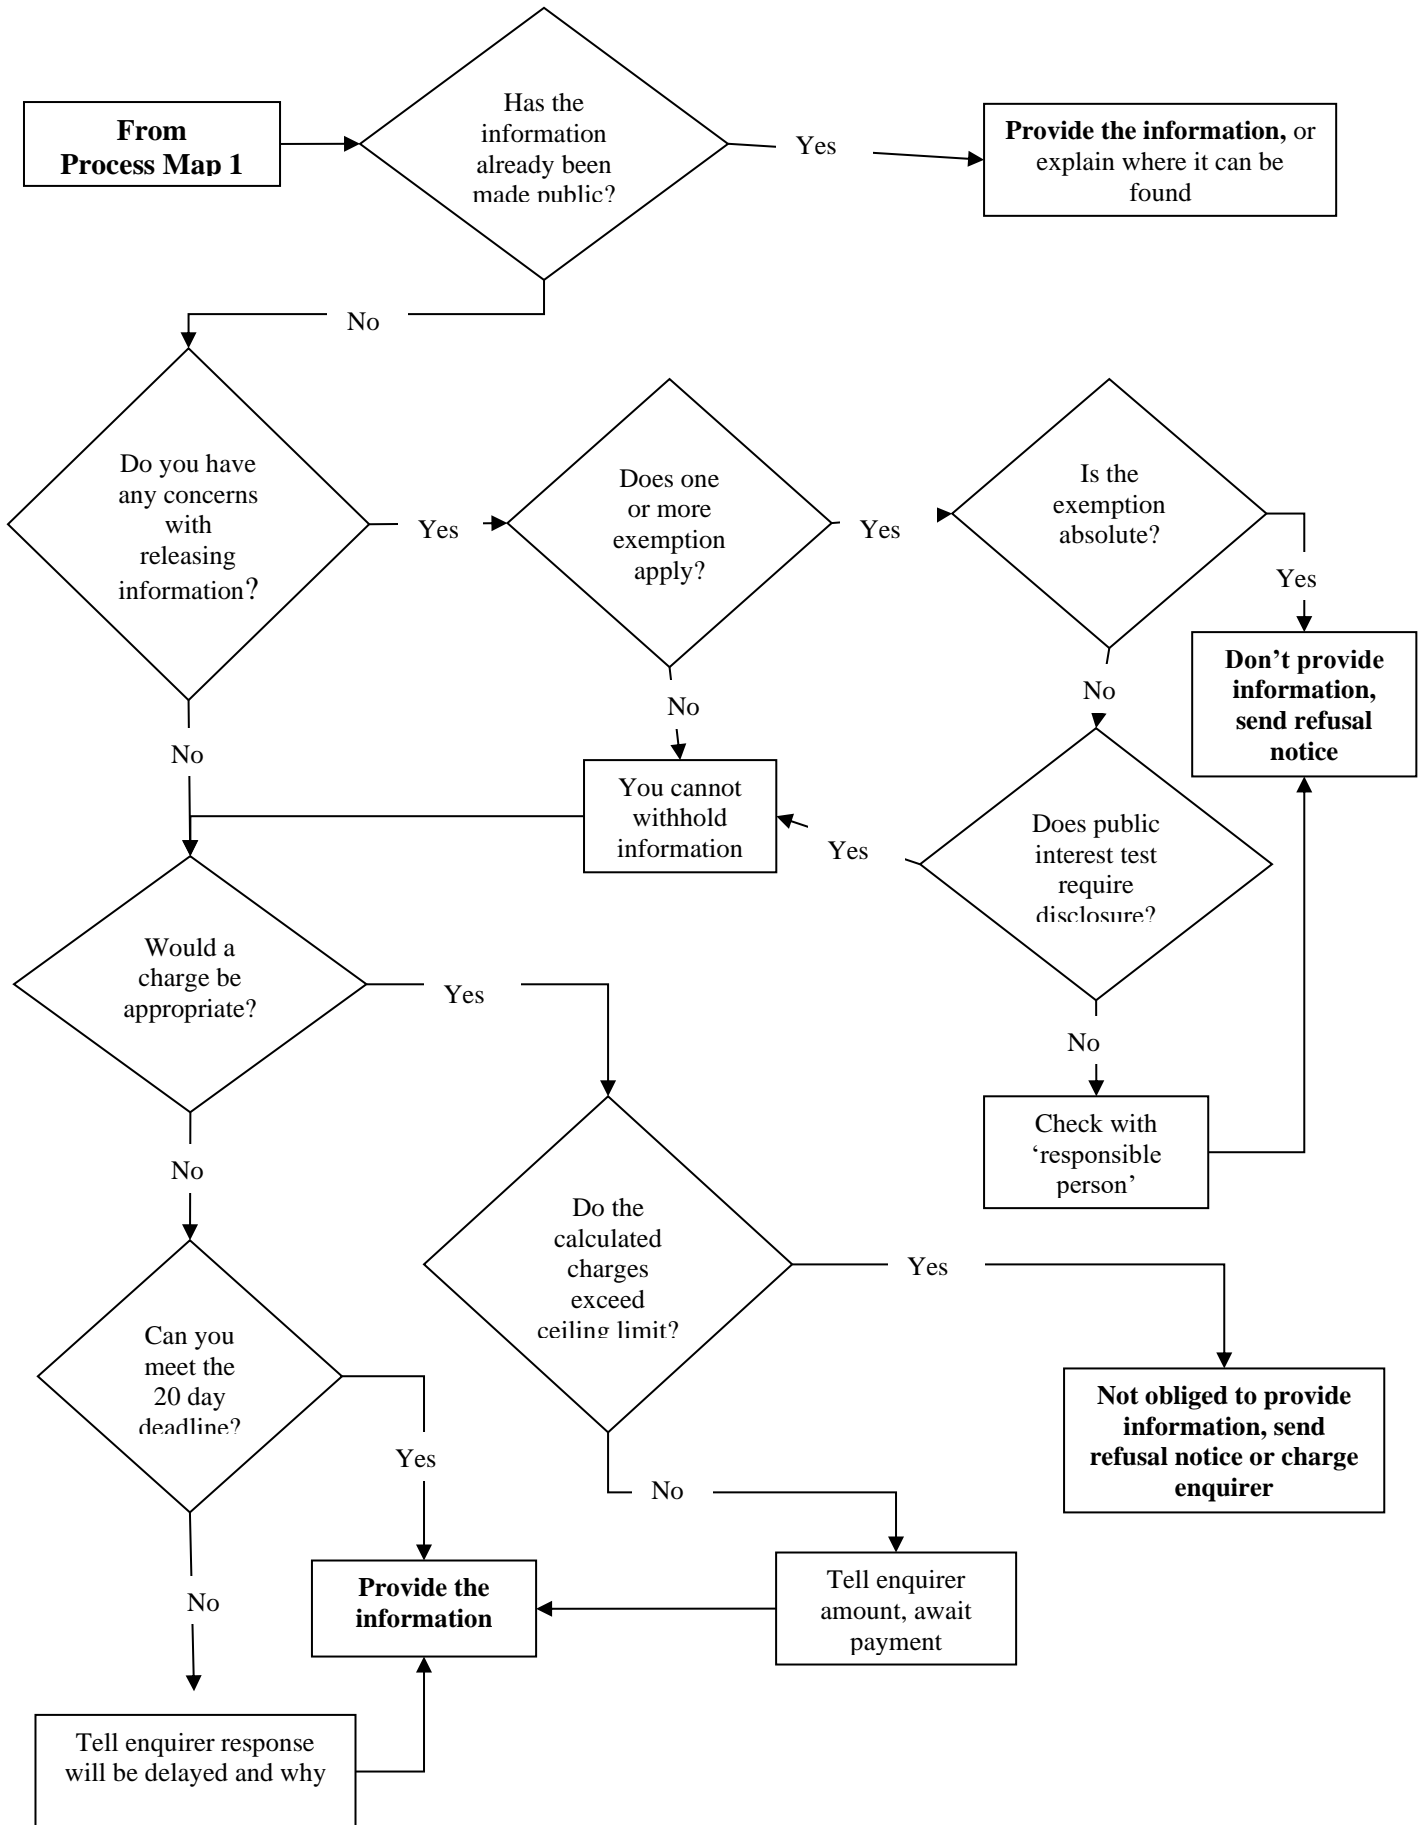 From
Process Map 1
Has the
information
already been
made public?
Yes
Provide the information, or
explain where it can be
found
No
Do you have
any concerns
with
releasing
information?
Yes
Does one
or more
exemption
apply?
Yes
Is the
exemption
absolute?
Yes
Don’t provide
information,
send refusal
notice
No
No
No
You cannot
withhold
information
Yes
Does public
interest test
require
disclosure?
Would a
charge be
appropriate?
Yes
No
Check with
‘responsible
person’
No
Do the
calculated
charges
exceed
ceiling limit?
Yes
Can you
meet the
20 day
deadline?
Yes
Not obliged to provide
information, send
refusal notice or charge
enquirer
No
No
Provide the
information
Tell enquirer
amount, await
payment
Tell enquirer response
will be delayed and why